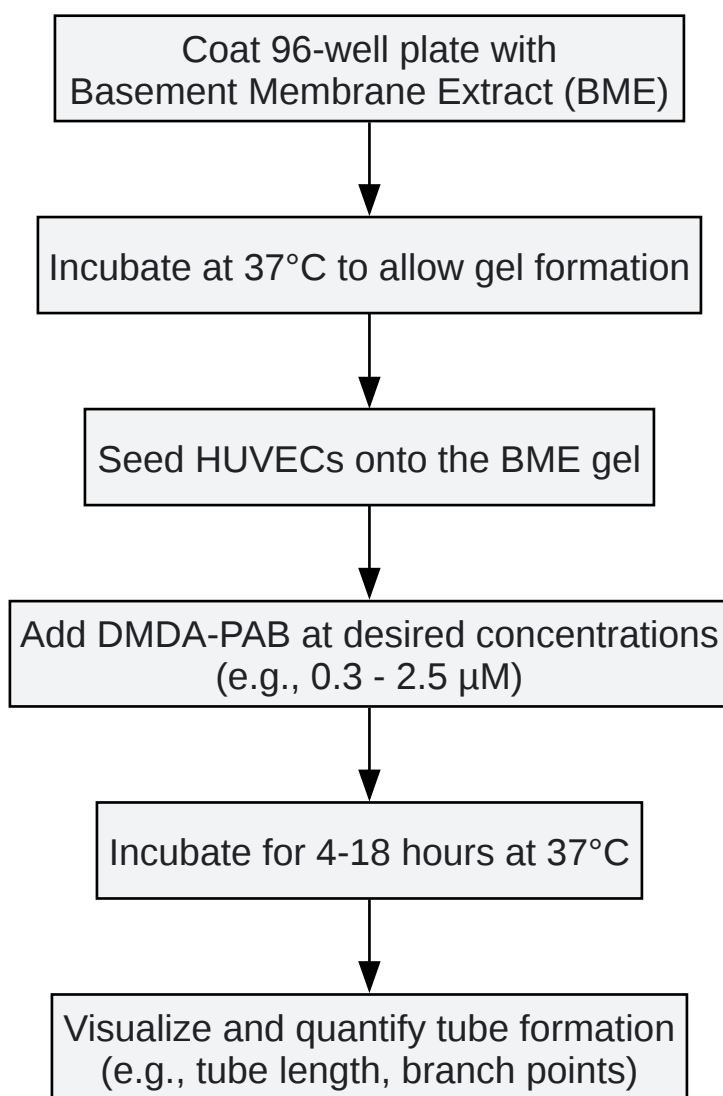 Coat 96-well plate with
Basement Membrane Extract (BME)
Incubate at 37°C to allow gel formation
Seed HUVECs onto the BME gel
Add DMDA-PAB at desired concentrations
(e.g., 0.3 - 2.5 µM)
Incubate for 4-18 hours at 37°C
Visualize and quantify tube formation
(e.g., tube length, branch points)